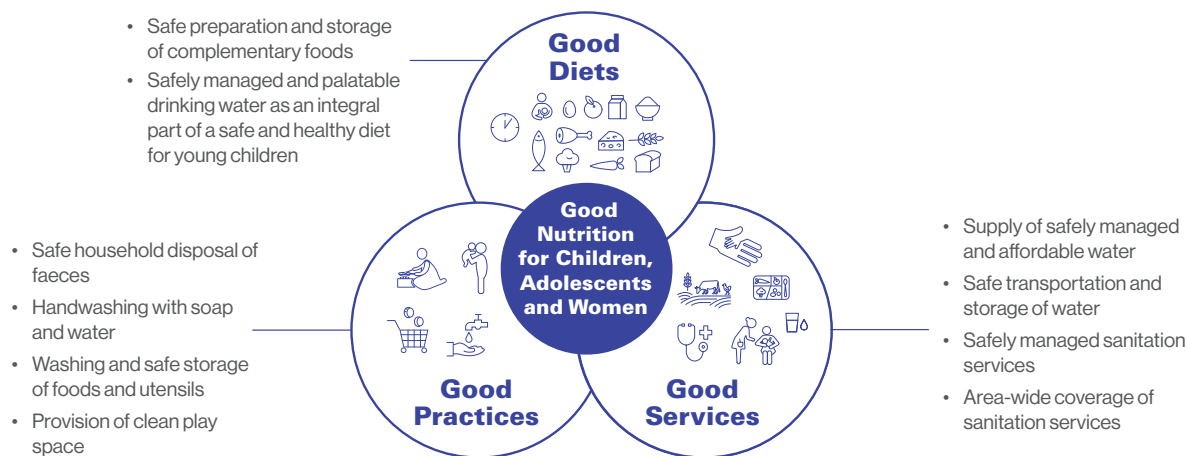 • Safe preparation and storage
of complementary foods
• Safely managed and palatable
drinking water as an integral
part of a safe and healthy diet
for young children
Good
Diets
Good
Nutrition
for Children,
Adolescents
and Women
• Safe household disposal of
faeces
• Handwashing with soap
and water
• Washing and safe storage
of foods and utensils
• Provision of clean play
space
Good
Practices
Good
Services
• Supply of safely managed
and affordable water
• Safe transportation and
storage of water
• Safely managed sanitation
services
• Area-wide coverage of
sanitation services